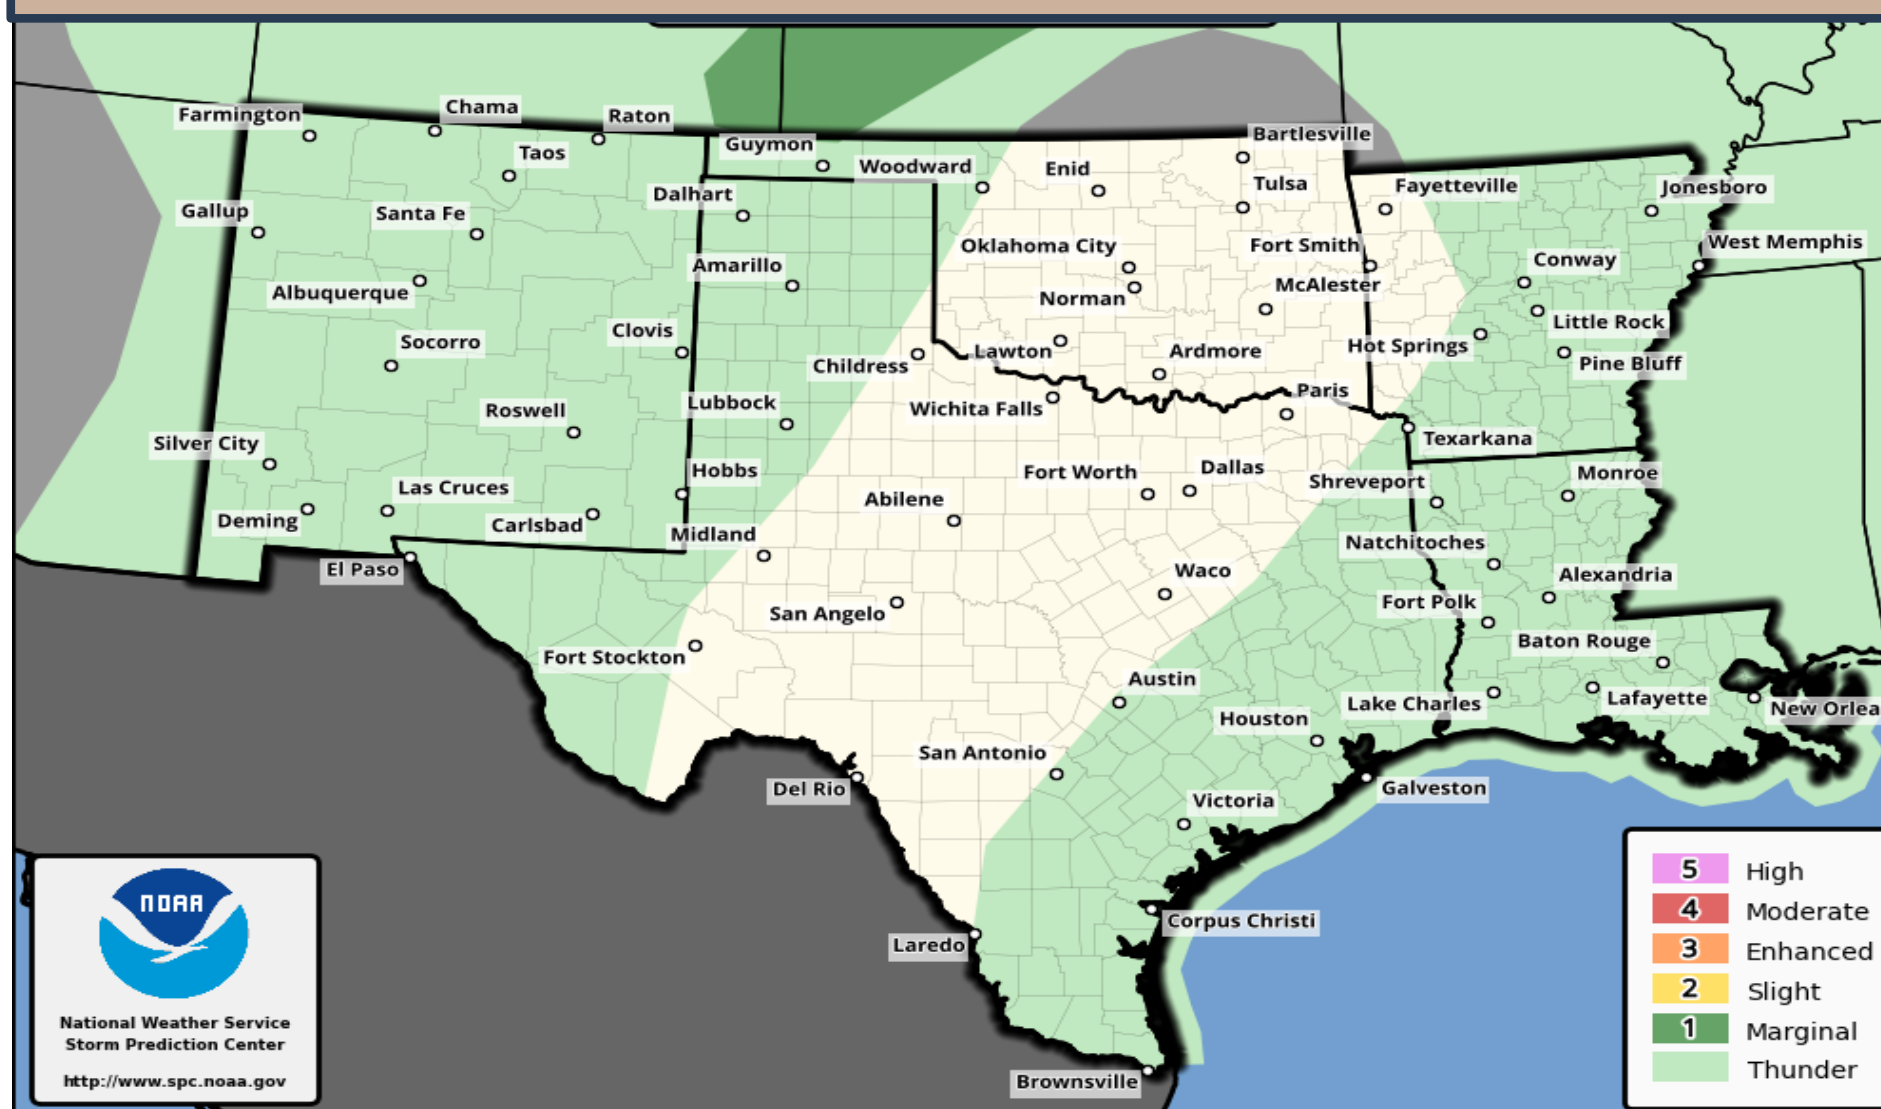 Farmington
Chama
Raton
Taos
Guymon
Woodward
Enid
Bartlesville
Tulsa
Fayetteville
Jonesboro
Dalhart
Gallup
Santa Fe
Oklahoma City
Fort Smith
West Memphis
Conway
Amarillo
McAlester
Albuquerque
Norman
Little Rock
Clovis
Socorro
Childress
Lawton
Ardmore
Hot Springs
Pine Bluff
Paris
Lubbock
Roswell
Wichita Falls
Texarkana
Silver City
Hobbs
Fort Worth
Dallas
Shreveport
Monroe
Las Cruces
Abilene
Deming
Carlsbad
Midland
Natchitoches
El Paso
Waco
Alexandria
San Angelo
Fort Polk
Fort Stockton
Baton Rouge
Austin
Lake Charles
Lafayette
New Orlea
Houston
San Antonio
Del Rio
Galveston
Victoria
Corpus Christi
Laredo
Brownsville
NOAA
National Weather Service
Storm Prediction Center
http://www.spc.noaa.gov
5 High
4 Moderate
3 Enhanced
2 Slight
1 Marginal
Thunder